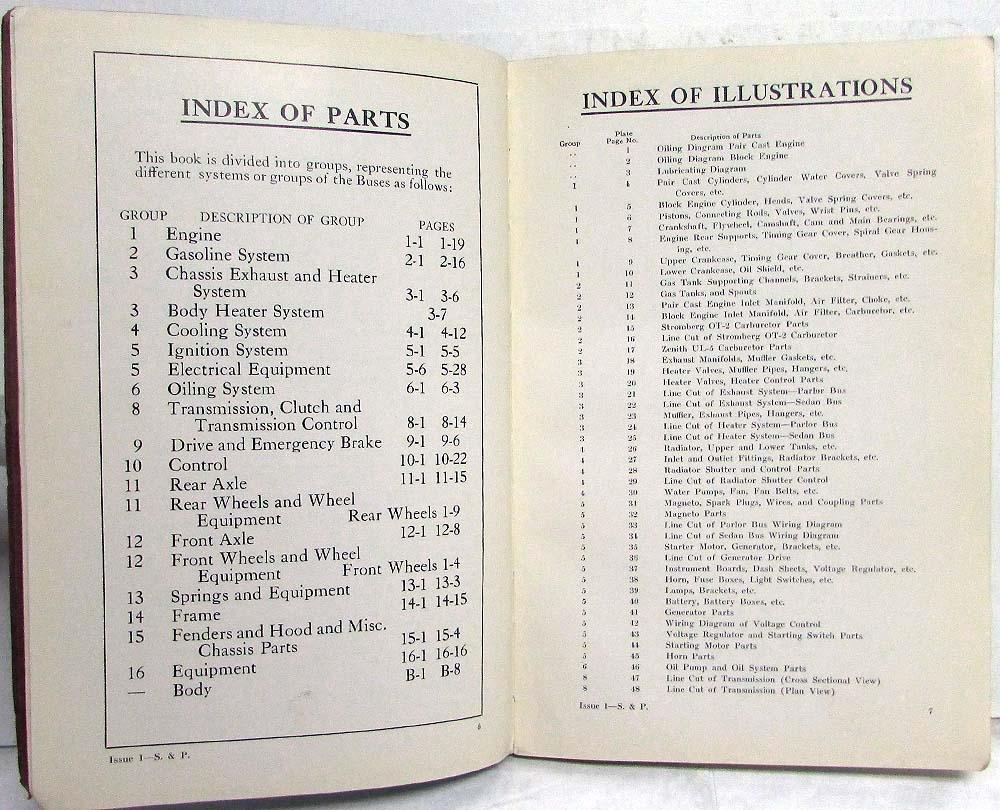 INDEX OF PARTS
This book is divided into groups, representing the
different systems or groups of the Buses as follows:
GROUP DESCRIPTION OF GROUP PAGES
1 Engine 1-1 1-19
2 Gasoline System 2-1 2-16
3 Chassis Exhaust and Heater
System 3-1 3-6
3 Body Heater System 3-7
4 Cooling System 4-1 4-12
5 Ignition System 5-1 5-5
5 Electrical Equipment 5-6 5-28
6 Oiling System 6-1 6-3
8 Transmission, Clutch and
Transmission Control 8-1 8-14
9 Drive and Emergency Brake 9-1 9-6
10 Control 10-1 10-22
11 Rear Axle 11-1 11-15
11 Rear Wheels and Wheel
Equipment Rear Wheels 1-9
12 Front Axle 12-1 12-8
12 Front Wheels and Wheel
Equipment Front Wheels 1-4
13 Springs and Equipment 13-1 13-3
14 Frame 14-1 14-15
15 Fenders and Hood and Misc.
Chassis Parts 15-1 15-4
16 Equipment 16-1 16-16
— Body B-1 B-8
Issue 1—S. & P.
INDEX OF ILLUSTRATIONS
Group Plate Page No. Description of Parts
.. 1 Oiling Diagram Pair Cast Engine
.. 2 Oiling Diagram Block Engine
.. 3 Lubricating Diagram
1 4 Pair Cast Cylinders, Cylinder Water Covers, Valve Spring
Covers, etc.
1 5 Block Engine Cylinder, Heads, Valve Spring Covers, etc.
1 6 Pistons, Connecting Rods, Valves, Wrist Pins, etc.
1 7 Crankshaft, Flywheel, Camshaft, Cam and Main Bearings, etc.
1 8 Engine Rear Supports, Timing Gear Cover, Spiral Gear Hous-
ing, etc.
1 9 Upper Crankcase, Timing Gear Cover, Breather, Gaskets, etc.
1 10 Lower Crankcase, Oil Shield, etc.
2 11 Gas Tank Supporting Channels, Brackets, Strainers, etc.
2 12 Gas Tanks, and Spouts
2 13 Pair Cast Engine Inlet Manifold, Air Filter, Choke, etc.
2 14 Block Engine Inlet Manifold, Air Filter, Carburetor, etc.
2 15 Stromberg OT-2 Carburetor Parts
2 16 Line Cut of Stromberg OT-2 Carburetor
2 17 Zenith UL-5 Carburetor Parts
3 18 Exhaust Manifolds, Muffler Gaskets, etc.
3 19 Heater Valves, Muffler Pipes, Hangers, etc.
3 20 Heater Valves, Heater Control Parts
3 21 Line Cut of Exhaust System—Parlor Bus
3 22 Line Cut of Exhaust System—Sedan Bus
3 23 Muffler, Exhaust Pipes, Hangers, etc.
3 24 Line Cut of Heater System—Parlor Bus
3 25 Line Cut of Heater System—Sedan Bus
4 26 Radiator, Upper and Lower Tanks, etc.
4 27 Inlet and Outlet Fittings, Radiator Brackets, etc.
4 28 Radiator Shutter and Control Parts
4 29 Line Cut of Radiator Shutter Control
4 30 Water Pumps, Fan, Fan Belts, etc.
5 31 Magneto, Spark Plugs, Wires, and Coupling Parts
5 32 Magneto Parts
5 33 Line Cut of Parlor Bus Wiring Diagram
5 34 Line Cut of Sedan Bus Wiring Diagram
5 35 Starter Motor, Generator, Brackets, etc.
5 36 Line Cut of Generator Drive
5 37 Instrument Boards, Dash Sheets, Voltage Regulator, etc.
5 38 Horn, Fuse Boxes, Light Switches, etc.
5 39 Lamps, Brackets, etc.
5 40 Battery, Battery Boxes, etc.
5 41 Generator Parts
5 42 Wiring Diagram of Voltage Control
5 43 Voltage Regulator and Starting Switch Parts
5 44 Starting Motor Parts
5 45 Horn Parts
6 46 Oil Pump and Oil System Parts
8 47 Line Cut of Transmission (Cross Sectional View)
8 48 Line Cut of Transmission (Plan View)
Issue 1—S. & P. 7